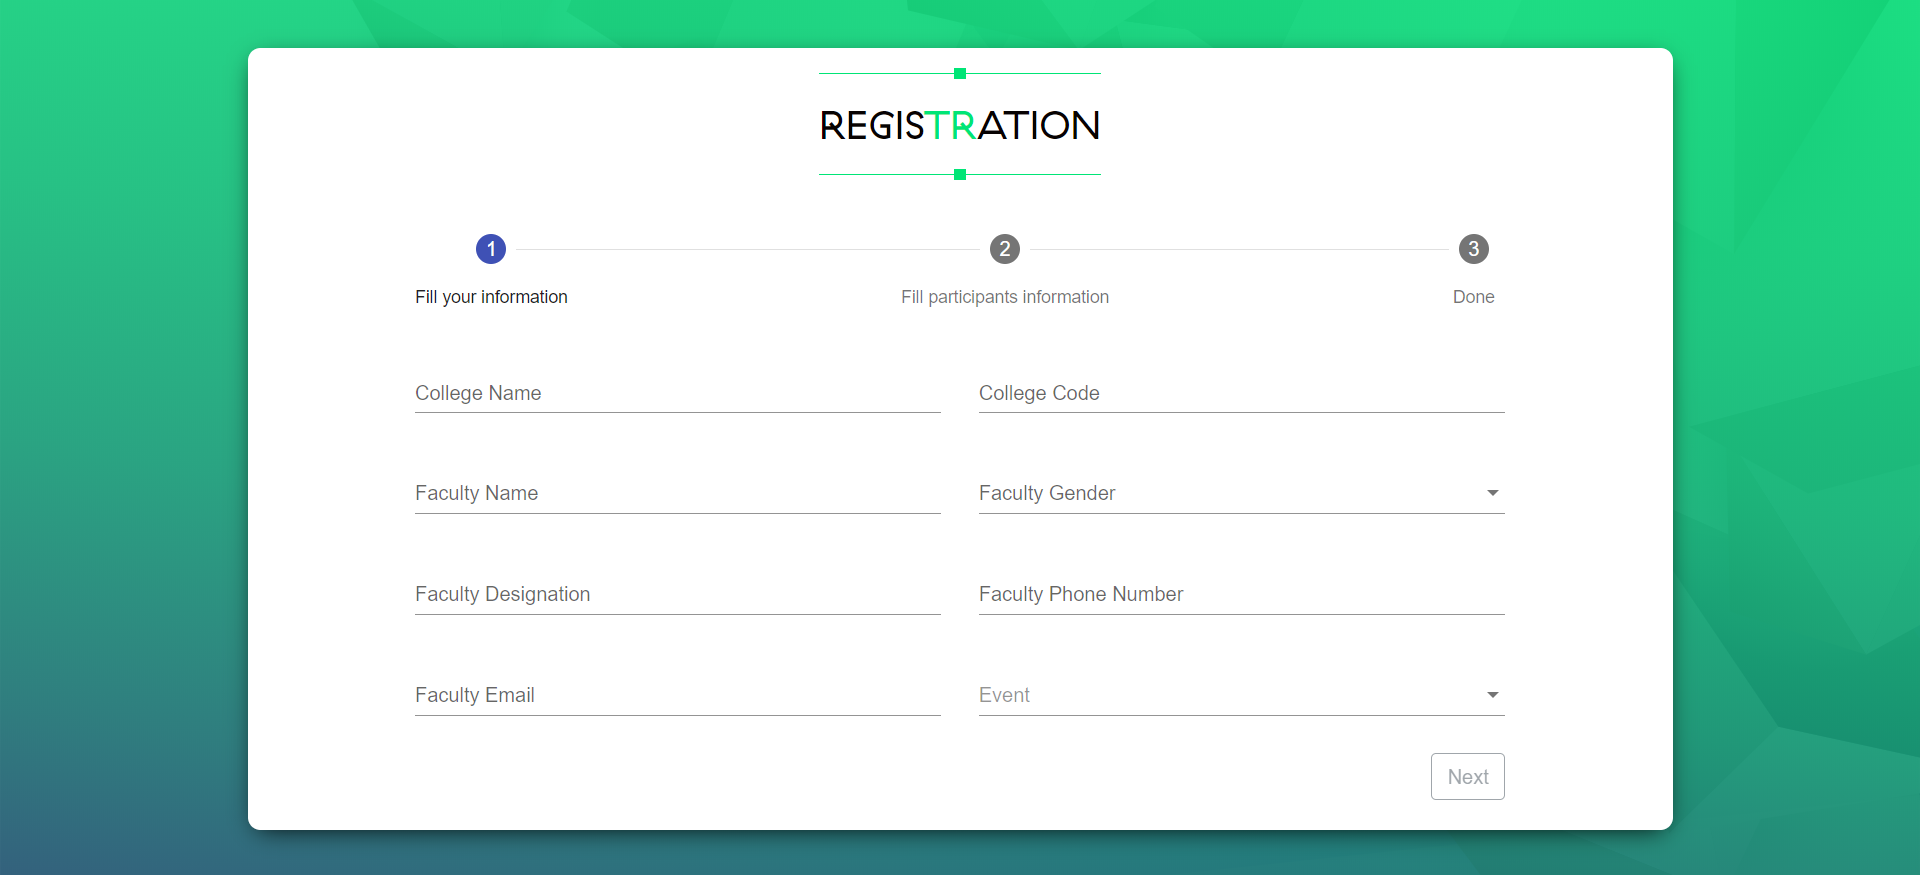 REGISTRATION
1 2 3
Fill your information Fill participants information Done
College Name College Code
Faculty Name Faculty Gender
Faculty Designation Faculty Phone Number
Faculty Email Event
Next